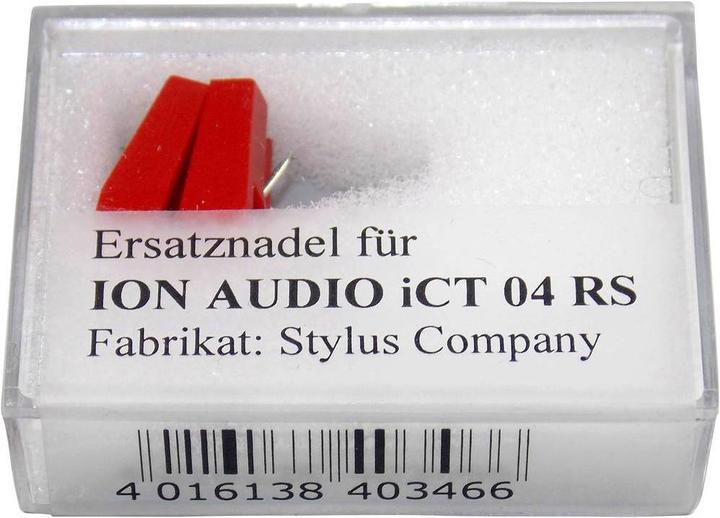 Ersatznadel für
ION AUDIO iCT 04 RS
Fabrikat: Stylus Company
4 016138 403466